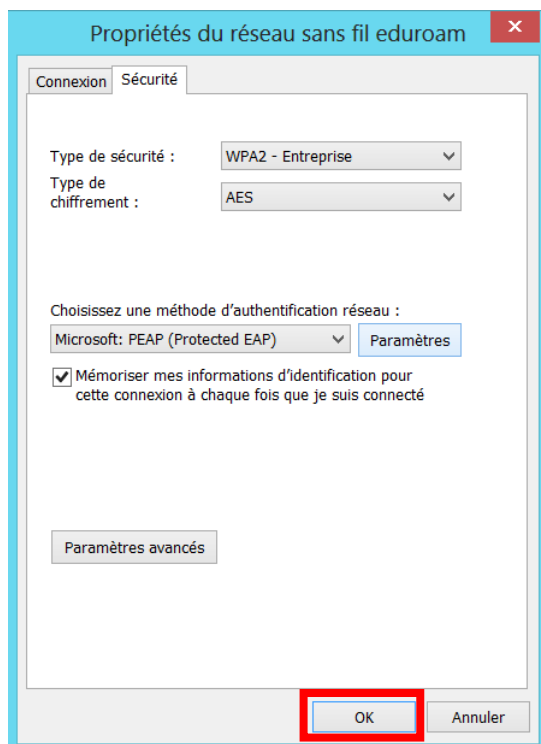 Propriétés du réseau sans fil eduroam
Connexion Sécurité
Type de sécurité : WPA2 - Entreprise
Type de
chiffrement : AES
Choisissez une méthode d'authentification réseau :
Microsoft: PEAP (Protected EAP) Paramètres
Mémoriser mes informations d'identification pour
cette connexion à chaque fois que je suis connecté
Paramètres avancés
OK Annuler